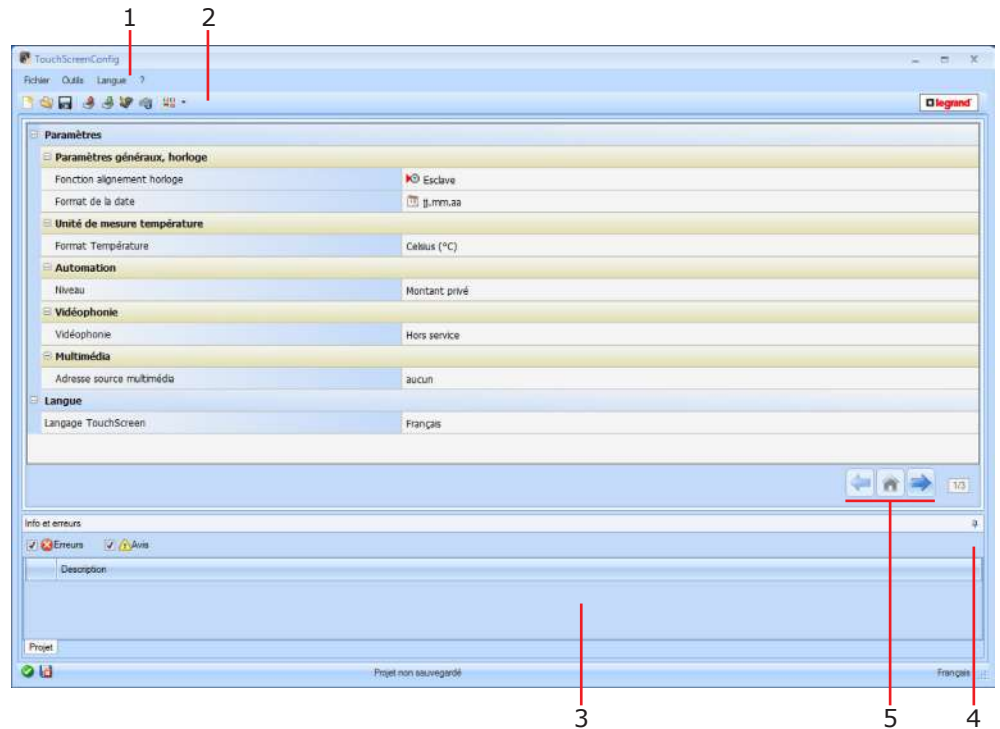 1 2
TouchScreenConfig
Fichier Outils Langue ?
legrand
Paramètres
Paramètres généraux, horloge
Fonction alignement horloge Esclave
Format de la date jj.mm.aa
Unité de mesure température
Format Température Celsius (°C)
Automation
Niveau Montant privé
Vidéophonie
Vidéophonie Hors service
Multimédia
Adresse source multimédia aucun
Langue
Langage TouchScreen Français
1/3
Info et erreurs
Erreurs Avis
Description
Projet
Projet non sauvegardé Français
3 5 4